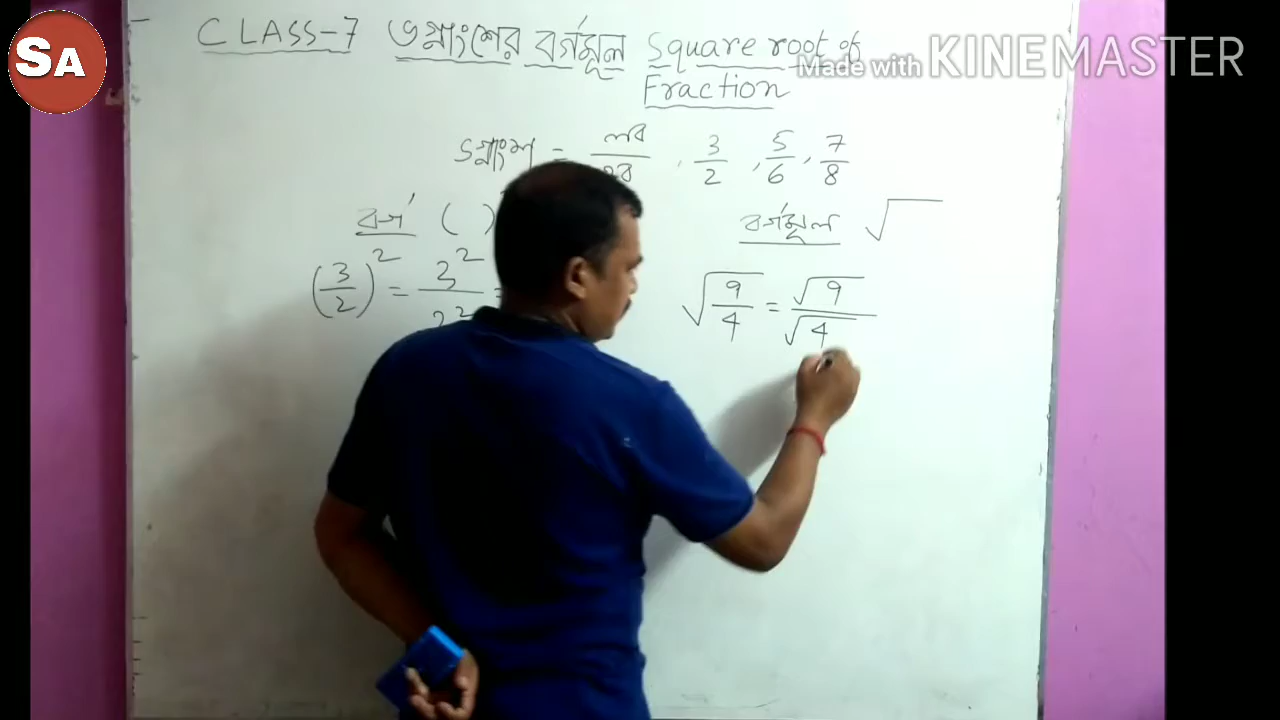 SA
Made with KINEMASTER
CLASS-7 ভগ্নাংশের বর্গমূল Square root of
Fraction
ভগ্নাংশ = লব/হর , 3/2 , 5/6 , 7/8
বর্গ ( )
(3/2)² = 3²/2² =
বর্গমূল √
√(9/4) = √9/√4